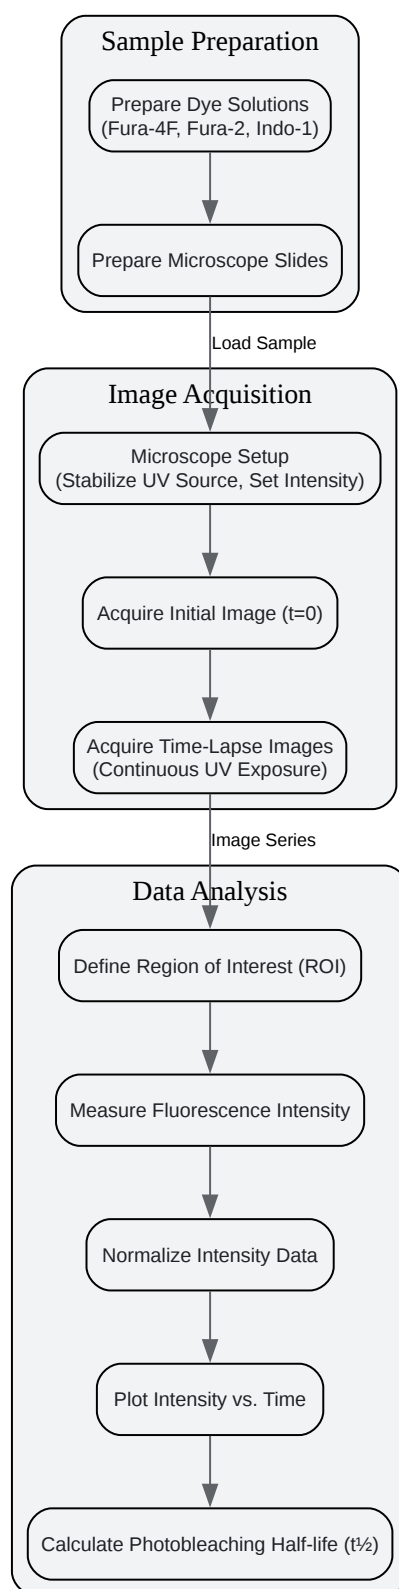 Sample Preparation
Prepare Dye Solutions
(Fura-4F, Fura-2, Indo-1)
Prepare Microscope Slides
Load Sample
Image Acquisition
Microscope Setup
(Stabilize UV Source, Set Intensity)
Acquire Initial Image (t=0)
Acquire Time-Lapse Images
(Continuous UV Exposure)
Image Series
Data Analysis
Define Region of Interest (ROI)
Measure Fluorescence Intensity
Normalize Intensity Data
Plot Intensity vs. Time
Calculate Photobleaching Half-life (t½)